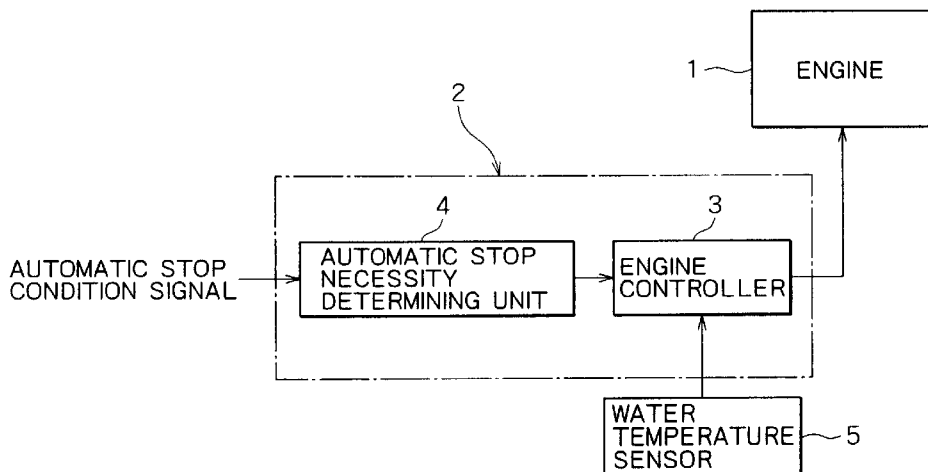 1
ENGINE
2
4
3
AUTOMATIC STOP
CONDITION SIGNAL
AUTOMATIC STOP
NECESSITY
DETERMINING UNIT
ENGINE
CONTROLLER
WATER
TEMPERATURE
SENSOR
5